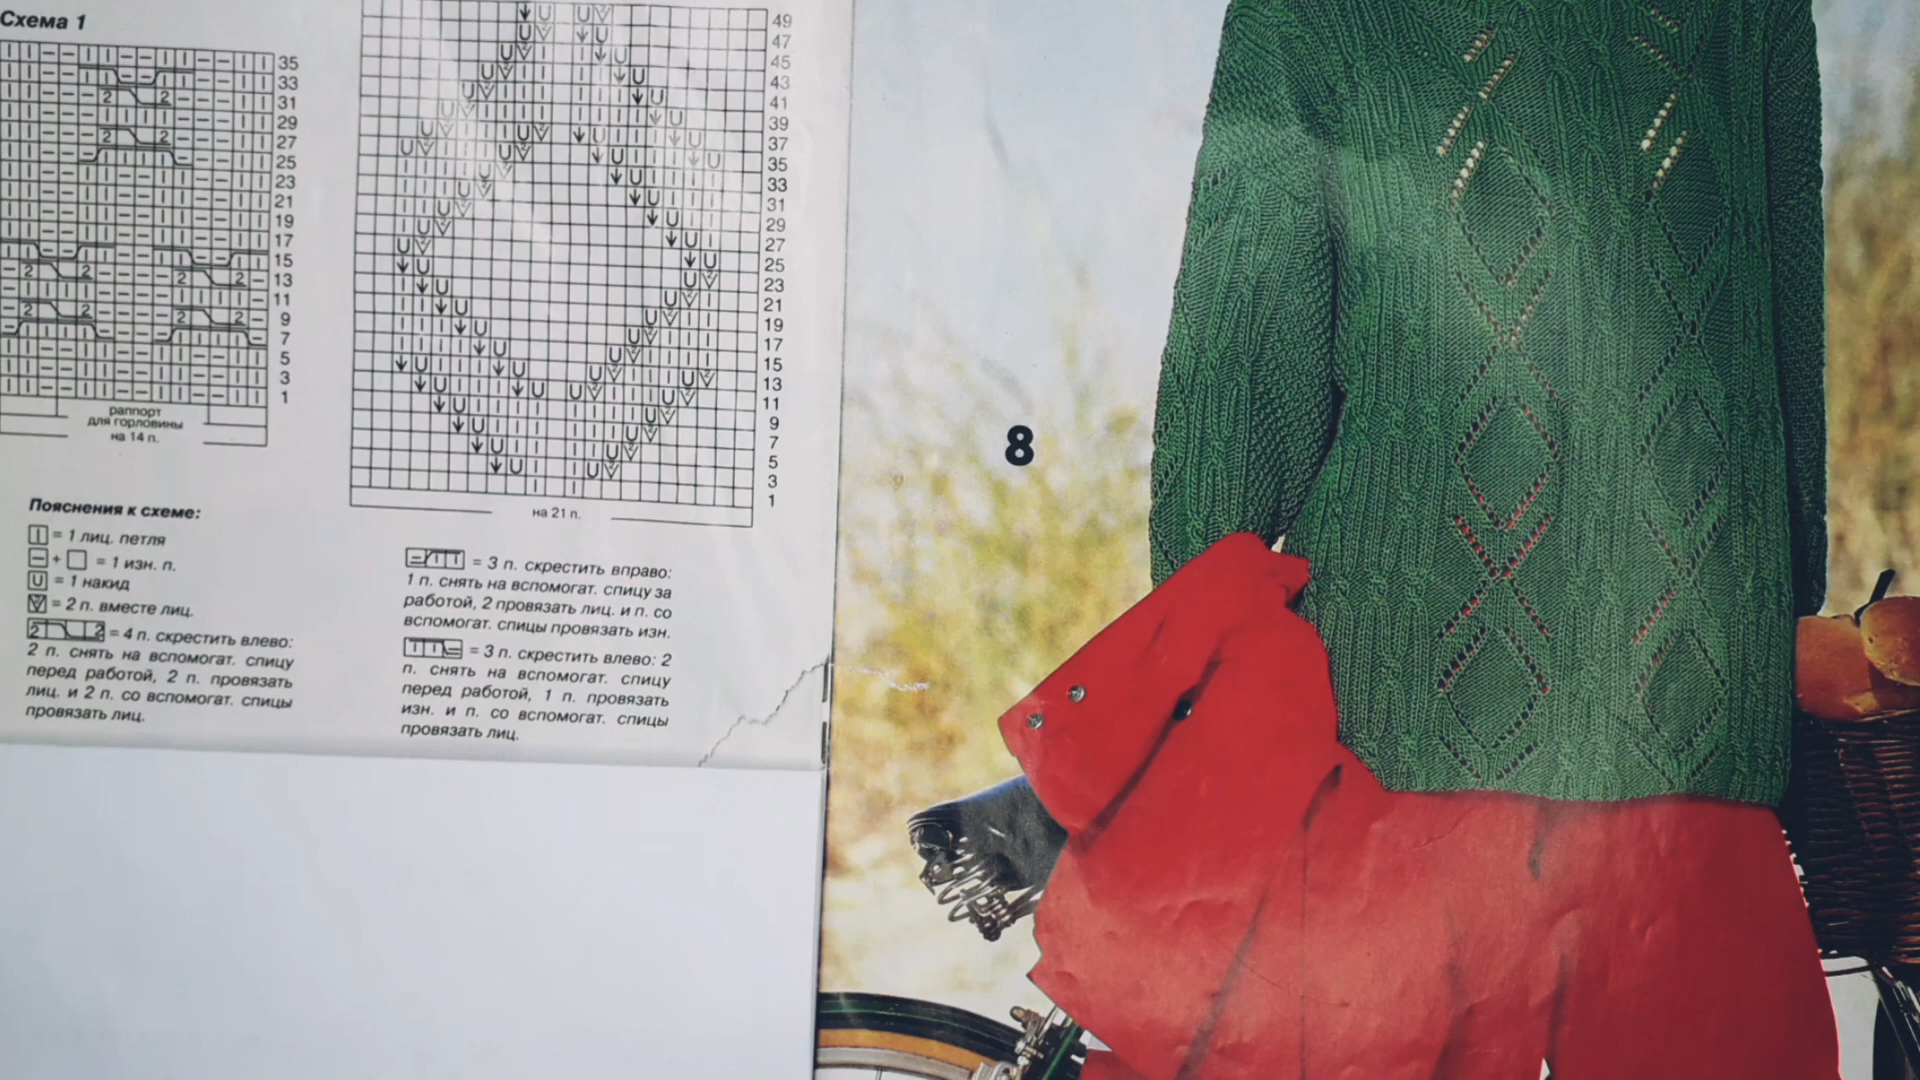 Схема 1
35
33
31
29
27
25
23
21
19
17
15
13
11
9
7
5
3
1
раппорт
для горловины
на 14 п.
49
47
45
43
41
39
37
35
33
31
29
27
25
23
21
19
17
15
13
11
9
7
5
3
1
на 21 п.
Пояснения к схеме:
= 1 лиц. петля
+ = 1 изн. п.
= 1 накид
= 2 п. вместе лиц.
= 4 п. скрестить влево:
2 п. снять на вспомогат. спицу
перед работой, 2 п. провязать
лиц. и 2 п. со вспомогат. спицы
провязать лиц.
= 3 п. скрестить вправо:
1 п. снять на вспомогат. спицу за
работой, 2 провязать лиц. и п. со
вспомогат. спицы провязать изн.
= 3 п. скрестить влево: 2
п. снять на вспомогат. спицу
перед работой, 1 п. провязать
изн. и п. со вспомогат. спицы
провязать лиц.
8